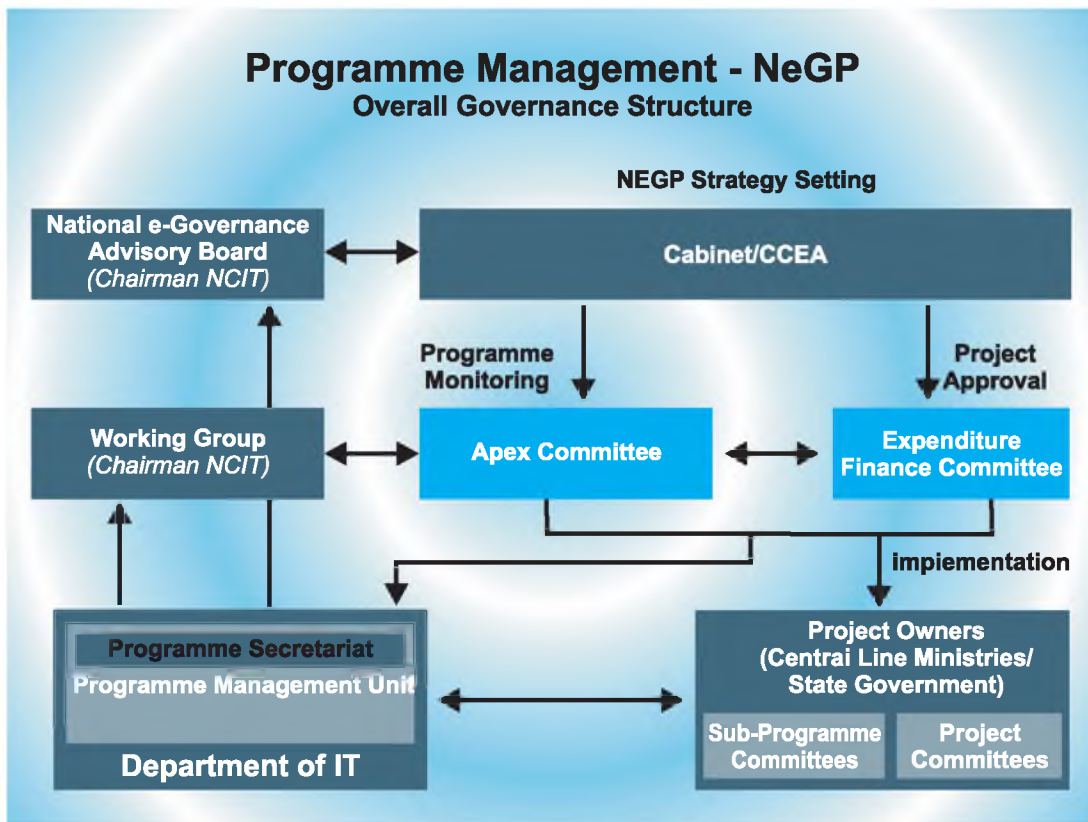 Programme Management - NeGP
Overall Governance Structure
NEGP Strategy Setting
National e-Governance
Advisory Board
(Chairman NCIT)
Cabinet/CCEA
Programme
Monitoring
Project
Approval
Working Group
(Chairman NCIT)
Apex Committee
Expenditure
Finance Committee
impiementation
Programme Secretariat
Programme Management Unit
Department of IT
Project Owners
(Centrai Line Ministries/
State Government)
Sub-Programme
Committees
Project
Committees